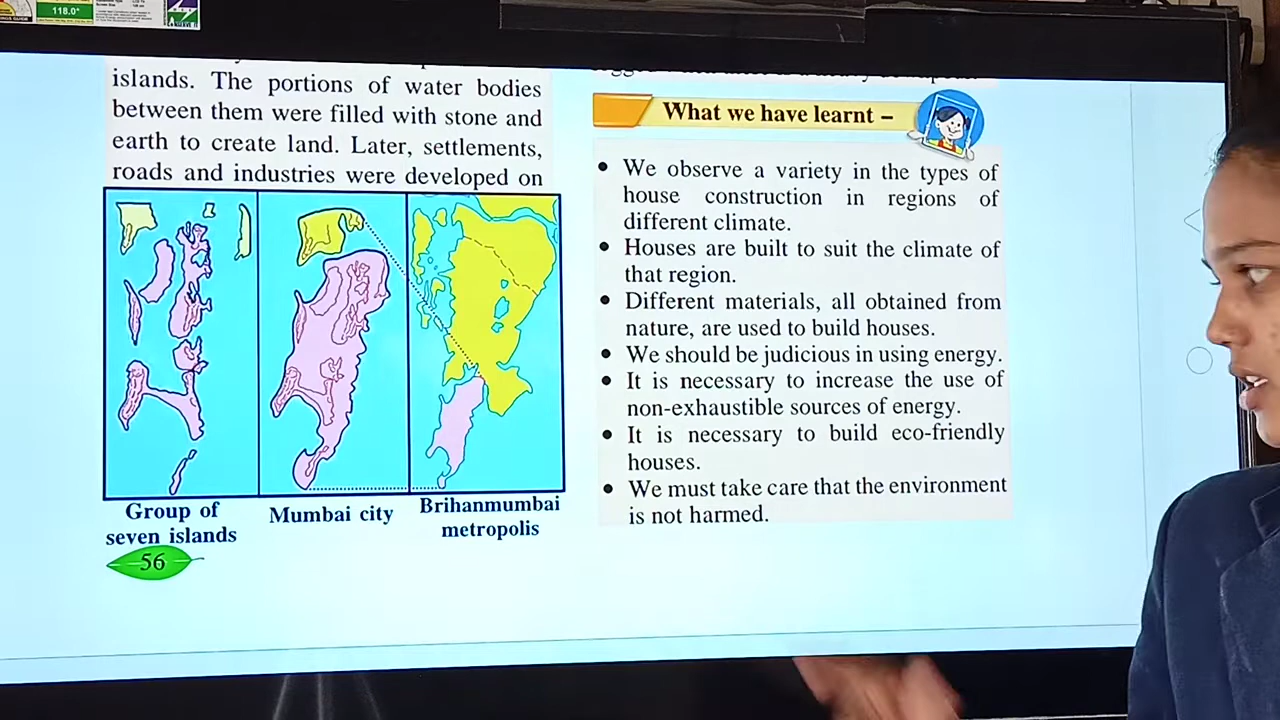 118.0"
islands. The portions of water bodies
between them were filled with stone and
earth to create land. Later, settlements,
roads and industries were developed on
Group of
seven islands
Mumbai city
Brihanmumbai
metropolis
56
What we have learnt –
• We observe a variety in the types of
house construction in regions of
different climate.
• Houses are built to suit the climate of
that region.
• Different materials, all obtained from
nature, are used to build houses.
• We should be judicious in using energy.
• It is necessary to increase the use of
non-exhaustible sources of energy.
• It is necessary to build eco-friendly
houses.
• We must take care that the environment
is not harmed.